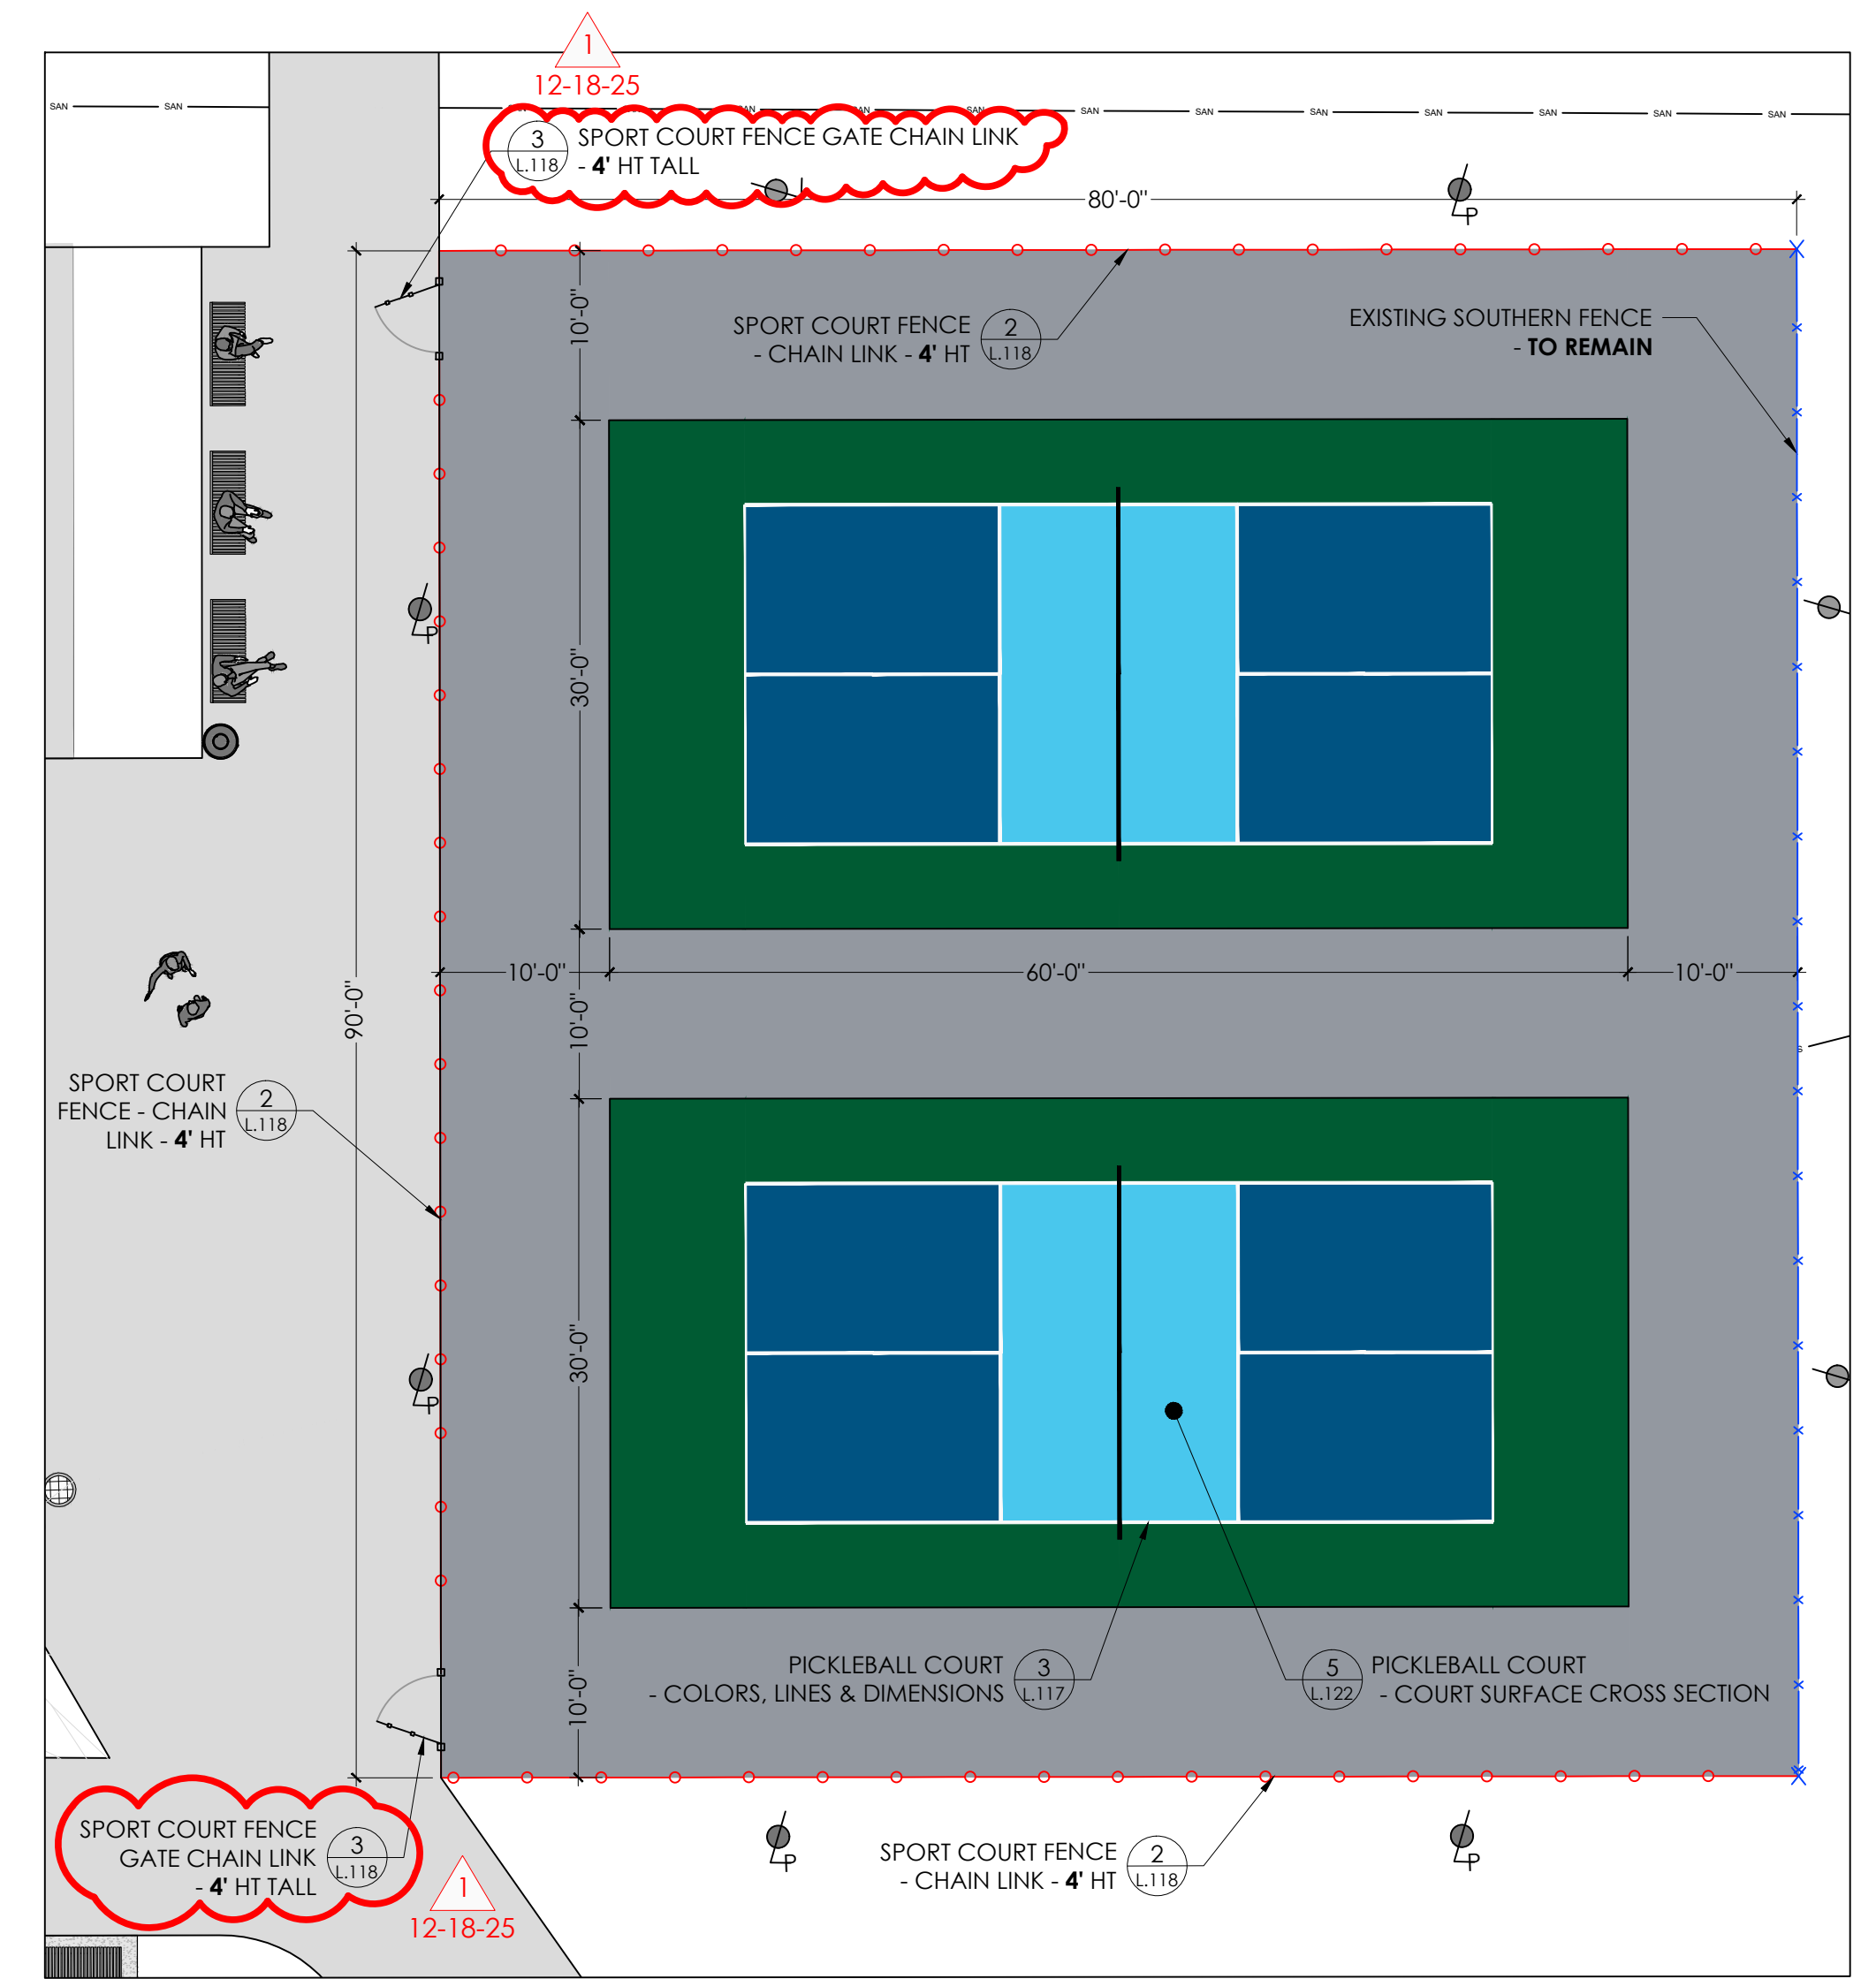 1
12-18-25
SAN SAN SAN SAN SAN SAN SAN SAN SAN SAN SAN SAN
3
L.118
SPORT COURT FENCE GATE CHAIN LINK
- 4' HT TALL
80'-0"
P
10'-0"
SPORT COURT FENCE
- CHAIN LINK - 4' HT
2
L.118
EXISTING SOUTHERN FENCE
- TO REMAIN
P
30'-0"
10'-0"
60'-0"
10'-0"
90'-0"
10'-0"
SPORT COURT
FENCE - CHAIN
LINK - 4' HT
2
L.118
S
30'-0"
P
10'-0"
PICKLEBALL COURT
- COLORS, LINES & DIMENSIONS
3
L.117
5
L.122
PICKLEBALL COURT
- COURT SURFACE CROSS SECTION
SPORT COURT FENCE
GATE CHAIN LINK
- 4' HT TALL
3
L.118
1
12-18-25
P
SPORT COURT FENCE
- CHAIN LINK - 4' HT
2
L.118
P